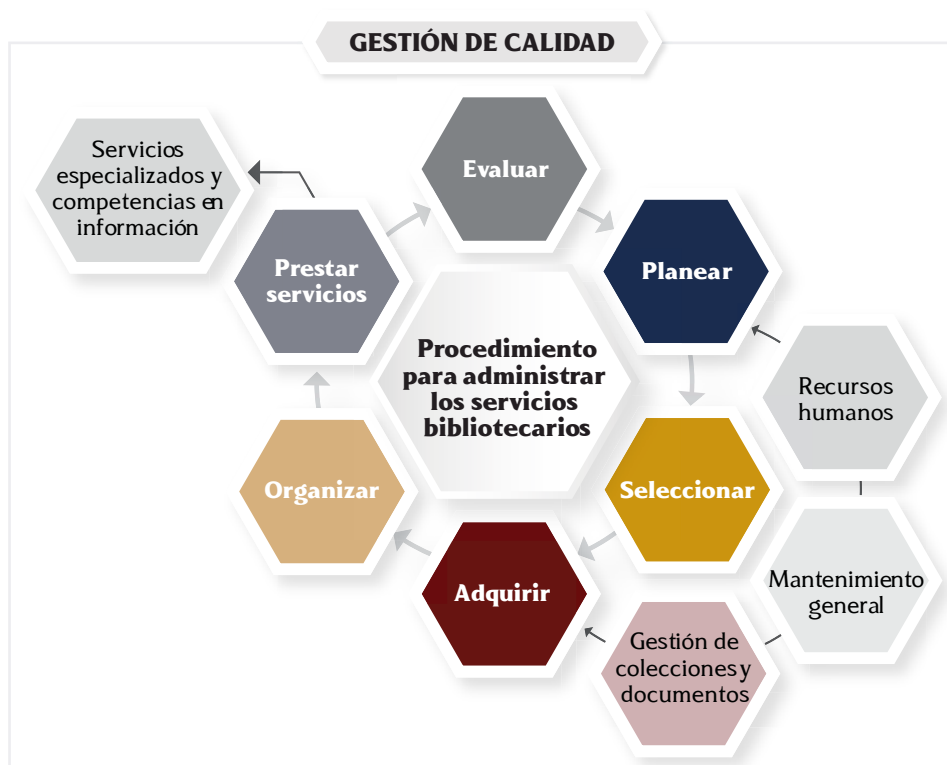 GESTIÓN DE CALIDAD
Servicios
especializados y
competencias en
información
Evaluar
Prestar
servicios
Planear
Procedimiento
para administrar
los servicios
bibliotecarios
Recursos
humanos
Organizar
Seleccionar
Adquirir
Mantenimiento
general
Gestión de
colecciones y
documentos